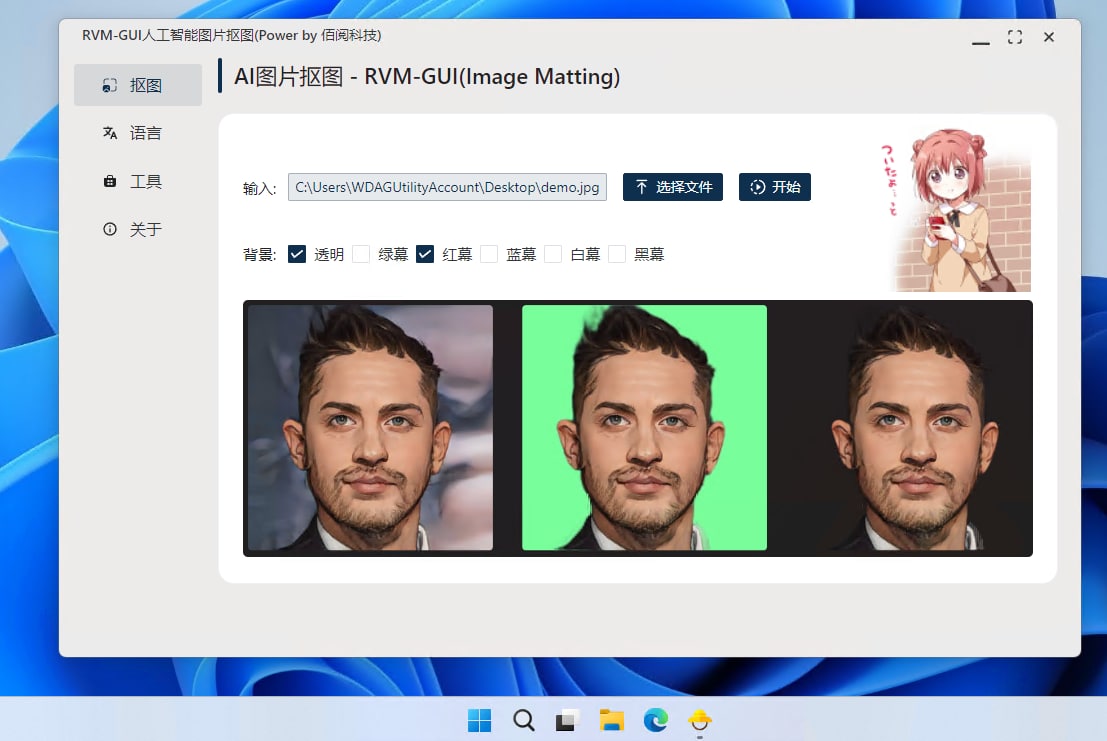 RVM-GUI人工智能图片抠图(Power by 佰阅科技)
抠图
语言
工具
关于
AI图片抠图 - RVM-GUI(Image Matting)
输入: C:\Users\WDAGUtilityAccount\Desktop\demo.jpg 选择文件 开始
ついたよ…っと
背景: 透明 绿幕 红幕 蓝幕 白幕 黑幕